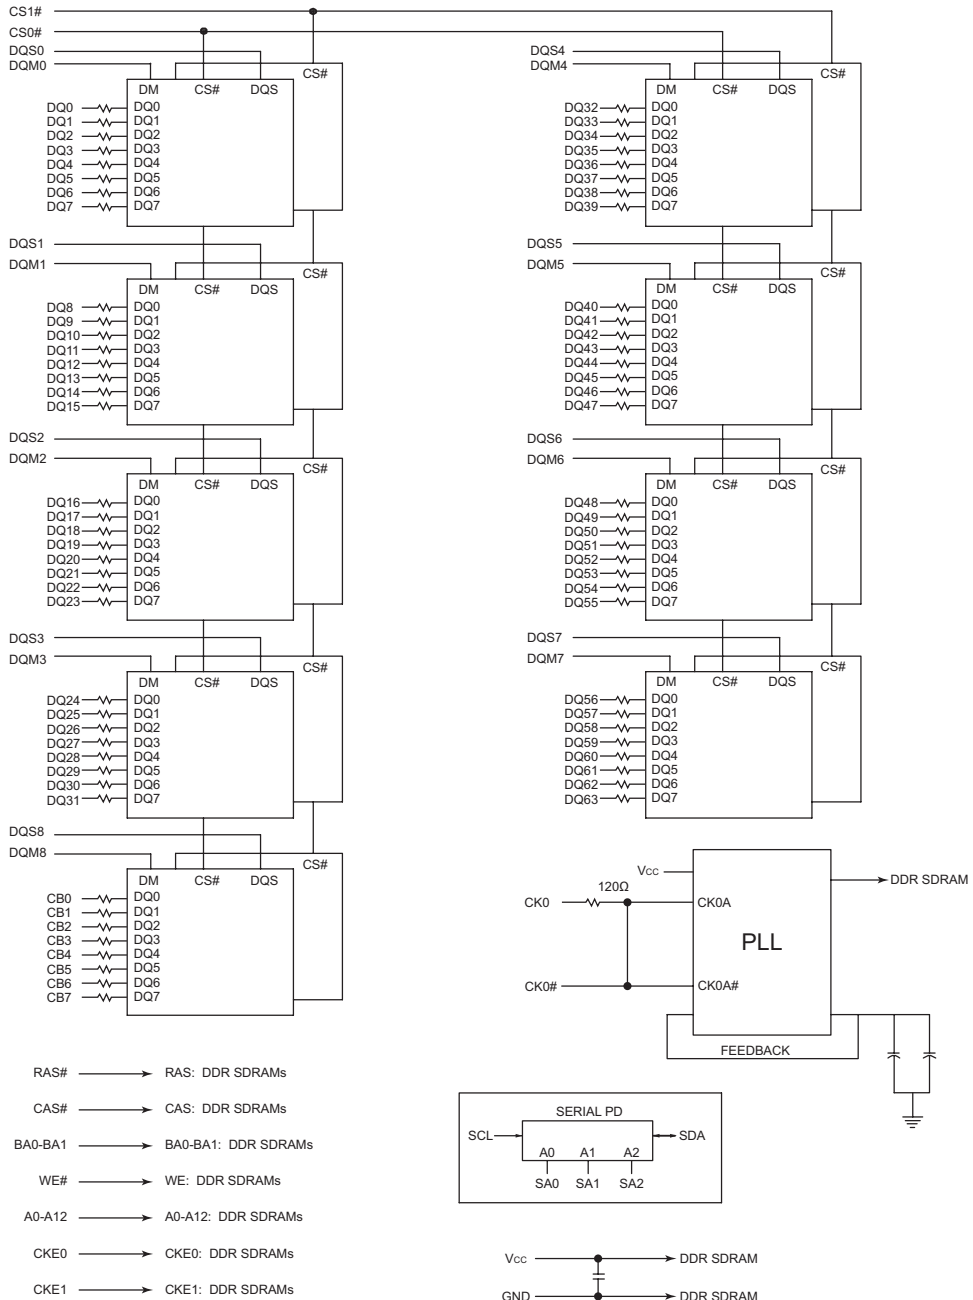 CS1#
CS0#
DQS0
DQM0
CS#
DM CS# DQS
DQ0 DQ0
DQ1 DQ1
DQ2 DQ2
DQ3 DQ3
DQ4 DQ4
DQ5 DQ5
DQ6 DQ6
DQ7 DQ7
DQS1
DQM1
CS#
DM CS# DQS
DQ8 DQ0
DQ9 DQ1
DQ10 DQ2
DQ11 DQ3
DQ12 DQ4
DQ13 DQ5
DQ14 DQ6
DQ15 DQ7
DQS2
DQM2
CS#
DM CS# DQS
DQ16 DQ0
DQ17 DQ1
DQ18 DQ2
DQ19 DQ3
DQ20 DQ4
DQ21 DQ5
DQ22 DQ6
DQ23 DQ7
DQS3
DQM3
CS#
DM CS# DQS
DQ24 DQ0
DQ25 DQ1
DQ26 DQ2
DQ27 DQ3
DQ28 DQ4
DQ29 DQ5
DQ30 DQ6
DQ31 DQ7
DQS8
DQM8
CS#
DM CS# DQS
CB0 DQ0
CB1 DQ1
CB2 DQ2
CB3 DQ3
CB4 DQ4
CB5 DQ5
CB6 DQ6
CB7 DQ7
DQS4
DQM4
CS#
DM CS# DQS
DQ32 DQ0
DQ33 DQ1
DQ34 DQ2
DQ35 DQ3
DQ36 DQ4
DQ37 DQ5
DQ38 DQ6
DQ39 DQ7
DQS5
DQM5
CS#
DM CS# DQS
DQ40 DQ0
DQ41 DQ1
DQ42 DQ2
DQ43 DQ3
DQ44 DQ4
DQ45 DQ5
DQ46 DQ6
DQ47 DQ7
DQS6
DQM6
CS#
DM CS# DQS
DQ48 DQ0
DQ49 DQ1
DQ50 DQ2
DQ51 DQ3
DQ52 DQ4
DQ53 DQ5
DQ54 DQ6
DQ55 DQ7
DQS7
DQM7
CS#
DM CS# DQS
DQ56 DQ0
DQ57 DQ1
DQ58 DQ2
DQ59 DQ3
DQ60 DQ4
DQ61 DQ5
DQ62 DQ6
DQ63 DQ7
VCC
DDR SDRAM
120Ω
CK0 CK0A
PLL
CK0# CK0A#
FEEDBACK
RAS# RAS: DDR SDRAMs
CAS# CAS: DDR SDRAMs
BA0-BA1 BA0-BA1: DDR SDRAMs
WE# WE: DDR SDRAMs
A0-A12 A0-A12: DDR SDRAMs
CKE0 CKE0: DDR SDRAMs
CKE1 CKE1: DDR SDRAMs
SERIAL PD
SCL SDA
A0 A1 A2
SA0 SA1 SA2
VCC DDR SDRAM
GND DDR SDRAM